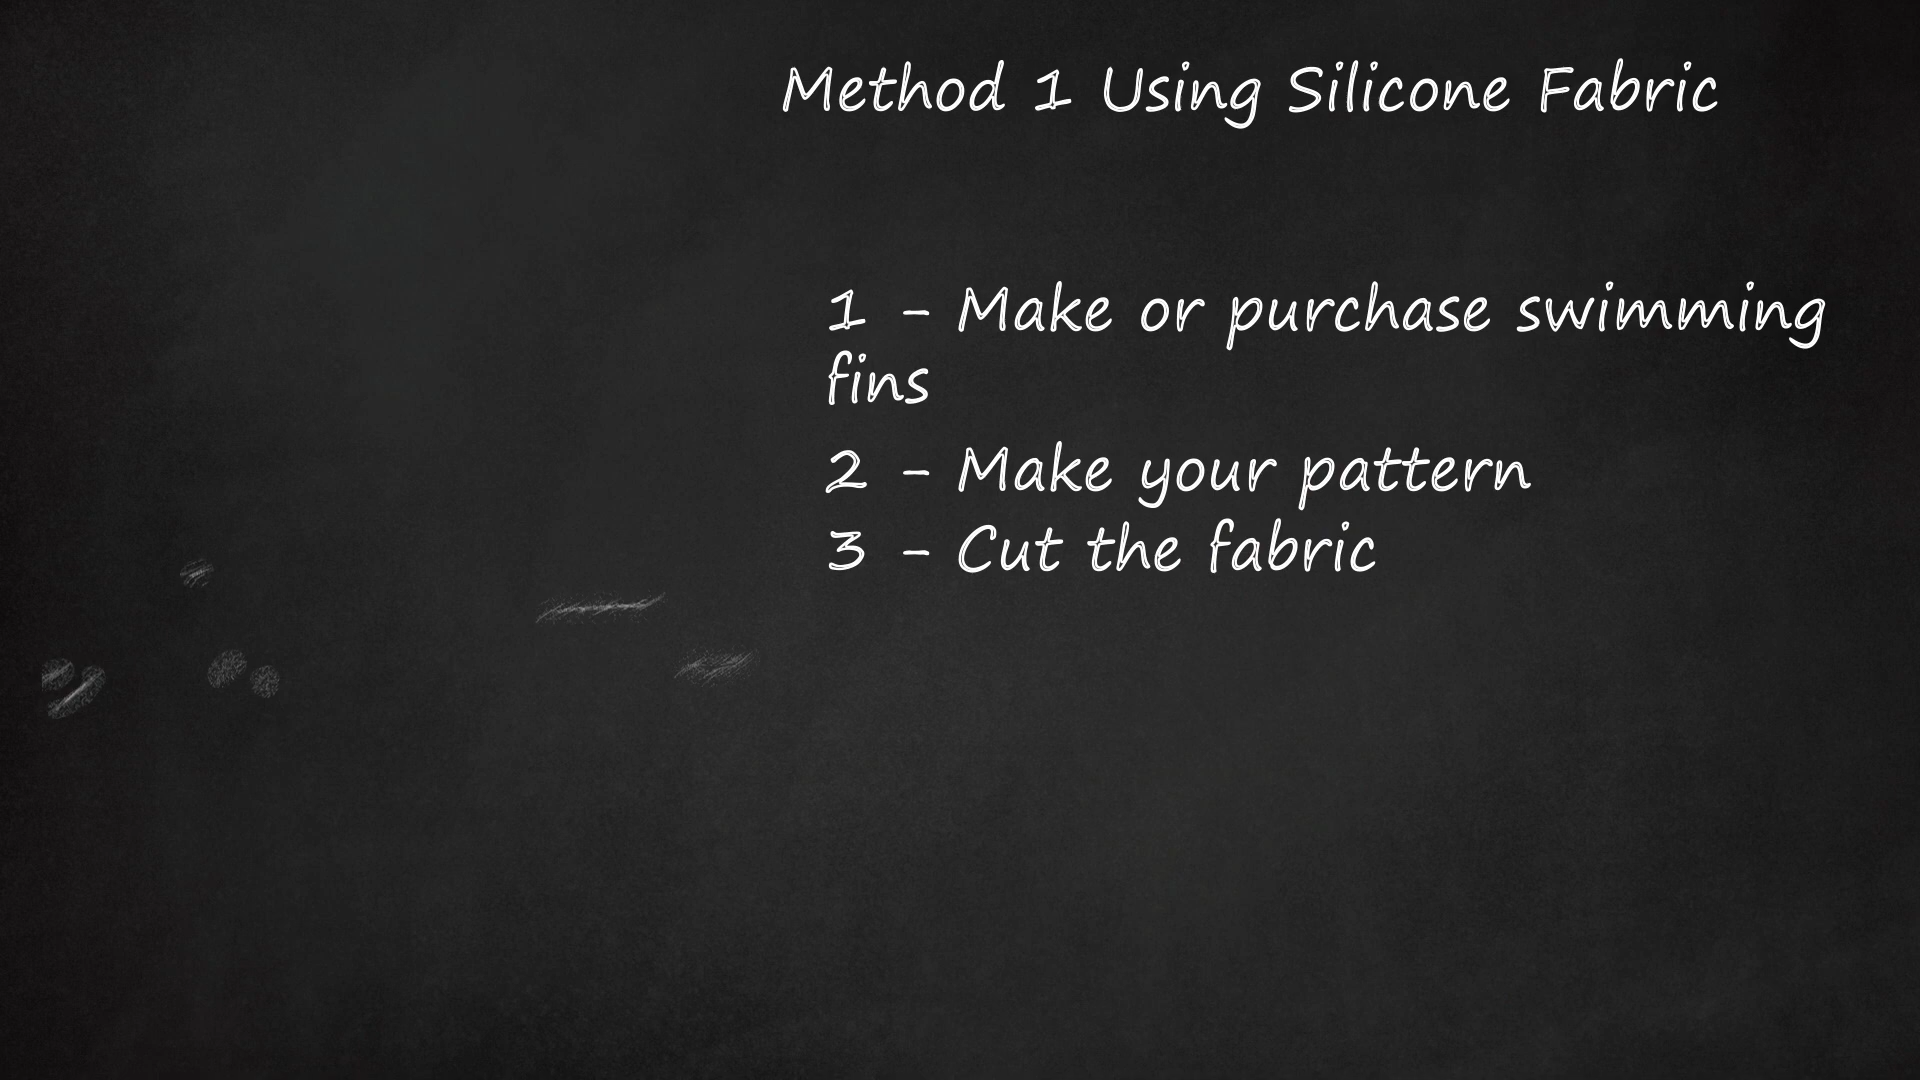 Method 1 Using Silicone Fabric
1 - Make or purchase swimming
fins
2 - Make your pattern
3 - Cut the fabric